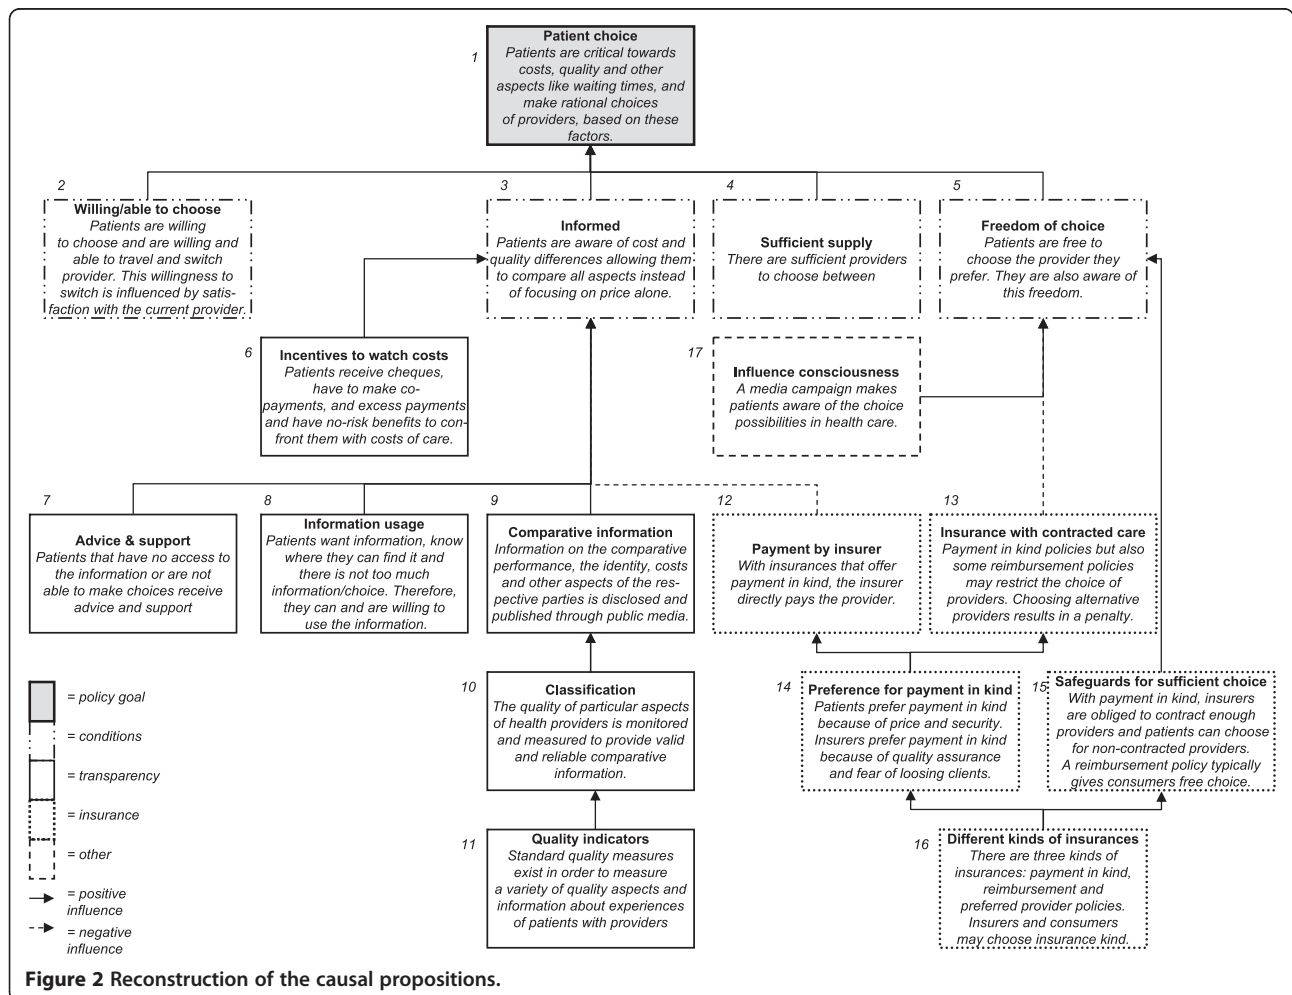 1
Patient choice
Patients are critical towards
costs, quality and other
aspects like waiting times, and
make rational choices
of providers, based on these
factors.
2
Willing/able to choose
Patients are willing
to choose and are willing and
able to travel and switch
provider. This willingness to
switch is influenced by satis-
faction with the current provider.
3
Informed
Patients are aware of cost and
quality differences allowing them
to compare all aspects instead
of focusing on price alone.
4
Sufficient supply
There are sufficient providers
to choose between
5
Freedom of choice
Patients are free to
choose the provider they
prefer. They are also aware of
this freedom.
6
Incentives to watch costs
Patients receive cheques,
have to make co-
payments, and excess payments
and have no-risk benefits to con-
front them with costs of care.
17
Influence consciousness
A media campaign makes
patients aware of the choice
possibilities in health care.
7
Advice & support
Patients that have no access to
the information or are not
able to make choices receive
advice and support
8
Information usage
Patients want information, know
where they can find it and
there is not too much
information/choice. Therefore,
they can and are willing to
use the information.
9
Comparative information
Information on the comparative
performance, the identity, costs
and other aspects of the res-
pective parties is disclosed and
published through public media.
12
Payment by insurer
With insurances that offer
payment in kind, the insurer
directly pays the provider.
13
Insurance with contracted care
Payment in kind policies but also
some reimbursement policies
may restrict the choice of
providers. Choosing alternative
providers results in a penalty.
10
Classification
The quality of particular aspects
of health providers is monitored
and measured to provide valid
and reliable comparative
information.
14
Preference for payment in kind
Patients prefer payment in kind
because of price and security.
Insurers prefer payment in kind
because of quality assurance
and fear of loosing clients.
15
Safeguards for sufficient choice
With payment in kind, insurers
are obliged to contract enough
providers and patients can choose
for non-contracted providers.
A reimbursement policy typically
gives consumers free choice.
11
Quality indicators
Standard quality measures
exist in order to measure
a variety of quality aspects and
information about experiences
of patients with providers
16
Different kinds of insurances
There are three kinds of
insurances: payment in kind,
reimbursement and
preferred provider policies.
Insurers and consumers
may choose insurance kind.
= policy goal
= conditions
= transparency
= insurance
= other
= positive
influence
= negative
influence
Figure 2 Reconstruction of the causal propositions.